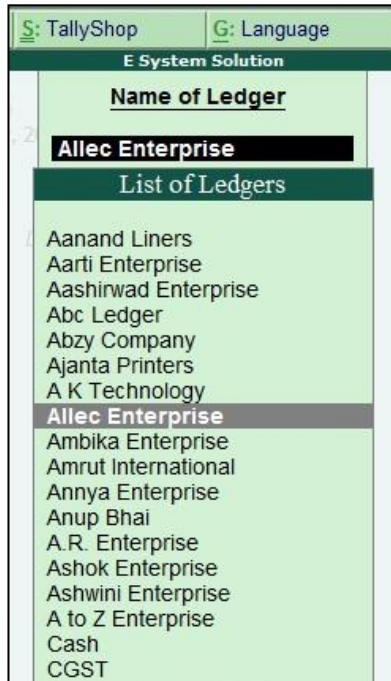 S: TallyShop G: Language
E System Solution
Name of Ledger
Allec Enterprise
List of Ledgers
Aanand Liners
Aarti Enterprise
Aashirwad Enterprise
Abc Ledger
Abzy Company
Ajanta Printers
A K Technology
Allec Enterprise
Ambika Enterprise
Amrut International
Annya Enterprise
Anup Bhai
A.R. Enterprise
Ashok Enterprise
Ashwini Enterprise
A to Z Enterprise
Cash
CGST